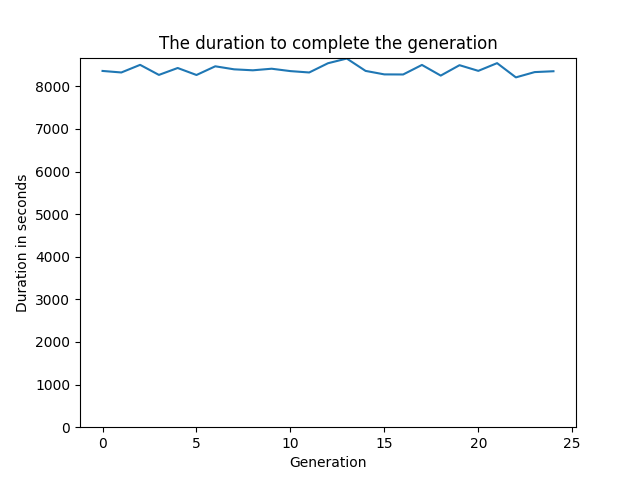 The duration to complete the generation
8000
7000
6000
5000
4000
3000
2000
1000
0
Duration in seconds
0 5 10 15 20 25
Generation